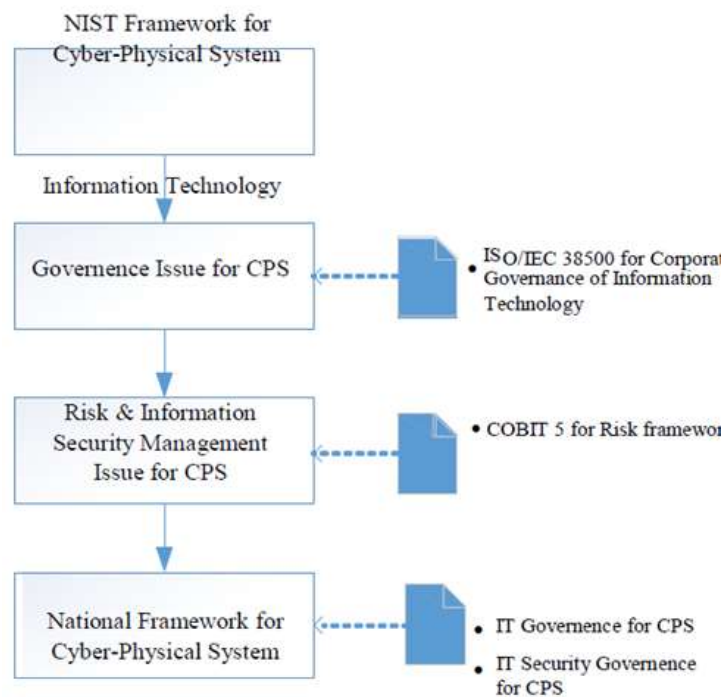 NIST Framework for
Cyber-Physical System
Information Technology
Governence Issue for CPS
• ISO/IEC 38500 for Corporat
Governance of Information
Technology
Risk & Information
Security Management
Issue for CPS
• COBIT 5 for Risk framewor
National Framework for
Cyber-Physical System
• IT Governence for CPS
• IT Security Governence
for CPS